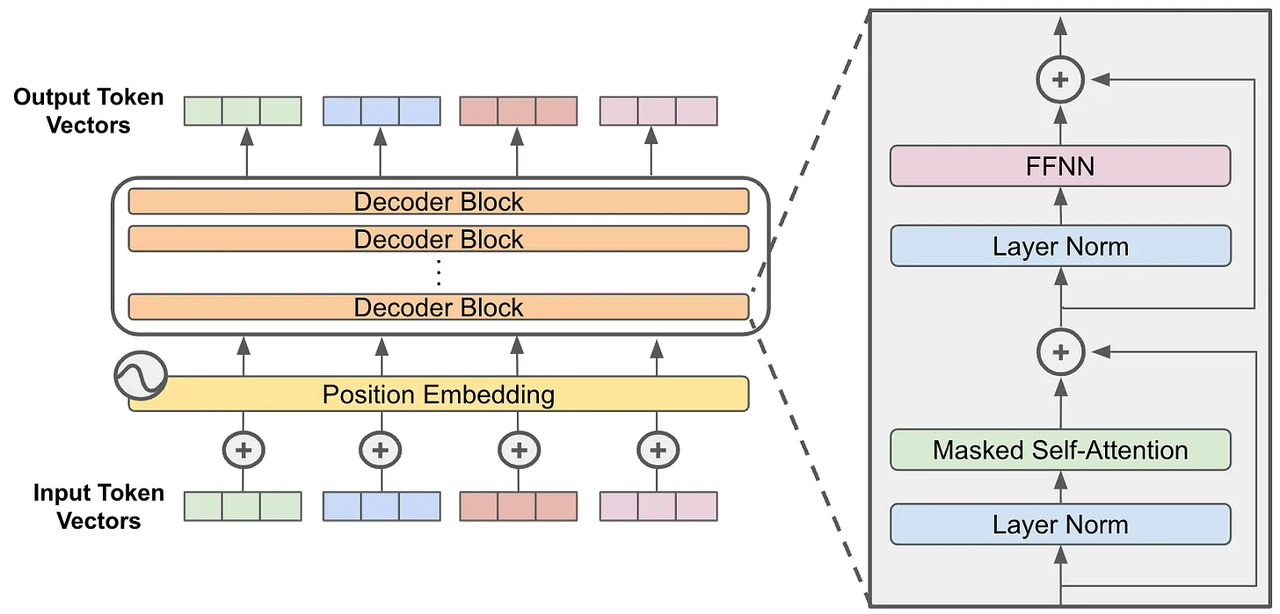 Output Token
Vectors
Decoder Block
Decoder Block
Decoder Block
Position Embedding
Input Token
Vectors
FFNN
Layer Norm
Masked Self-Attention
Layer Norm